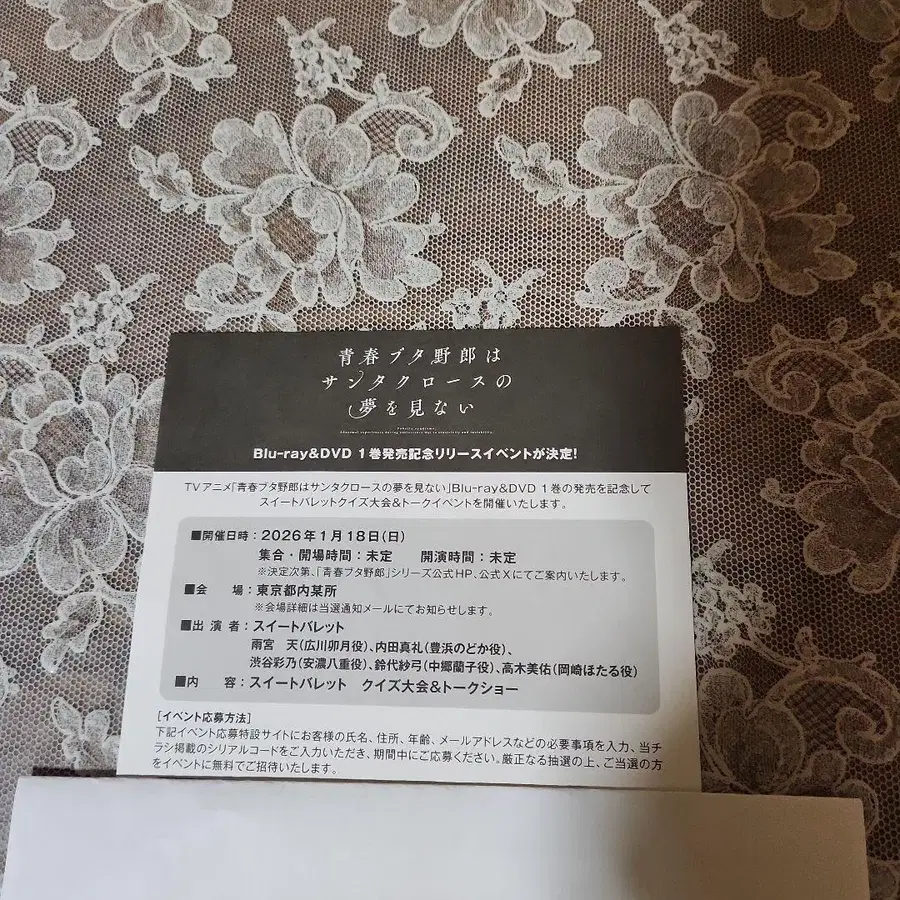 青春ブタ野郎は
サンタクロースの
夢を見ない
Blu-ray&DVD 1巻発売記念リリースイベントが決定!
TVアニメ「青春ブタ野郎はサンタクロースの夢を見ない」Blu-ray&DVD 1巻の発売を記念して
スイートバレットクイズ大会&トークイベントを開催いたします。
■開催日時:2026年1月18日(日)
集合・開場時間:未定 開演時間:未定
※決定次第、「青春ブタ野郎」シリーズ公式HP、公式Xにてご案内いたします。
■会 場:東京都内某所
※会場詳細は当選通知メールにてお知らせします。
■出演者:スイートバレット
雨宮 天(広川卯月役)、内田真礼(豊浜のどか役)、
渋谷彩乃(安濃八重役)、鈴代紗弓(中郷蘭子役)、高木美佑(岡崎ほたる役)
■内 容:スイートバレット クイズ大会&トークショー
[イベント応募方法]
下記イベント応募特設サイトにお客様の氏名、住所、年齢、メールアドレスなどの必要事項を入力、当チ
ラシ掲載のシリアルコードをご入力いただき、期間中にご応募ください。厳正なる抽選の上、ご当選の方
をイベントに無料でご招待いたします。